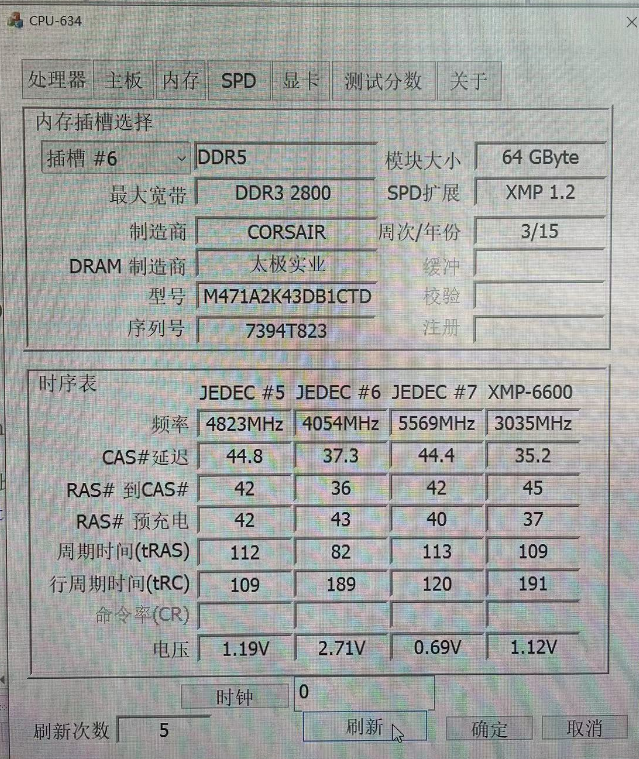 CPU-634
处理器 主板 内存 SPD 显卡 测试分数 关于
内存插槽选择
插槽 #6 DDR5 模块大小 64 GByte
最大宽带 DDR3 2800 SPD扩展 XMP 1.2
制造商 CORSAIR 周次/年份 3/15
DRAM 制造商 太极实业 缓冲
型号 M471A2K43DB1CTD 校验
序列号 7394T823 注册
时序表
JEDEC #5 JEDEC #6 JEDEC #7 XMP-6600
频率 4823MHz 4054MHz 5569MHz 3035MHz
CAS#延迟 44.8 37.3 44.4 35.2
RAS# 到CAS# 42 36 42 45
RAS# 预充电 42 43 40 37
周期时间(tRAS) 112 82 113 109
行周期时间(tRC) 109 189 120 191
命令率(CR)
电压 1.19V 2.71V 0.69V 1.12V
时钟 0
刷新次数 5 刷新 确定 取消